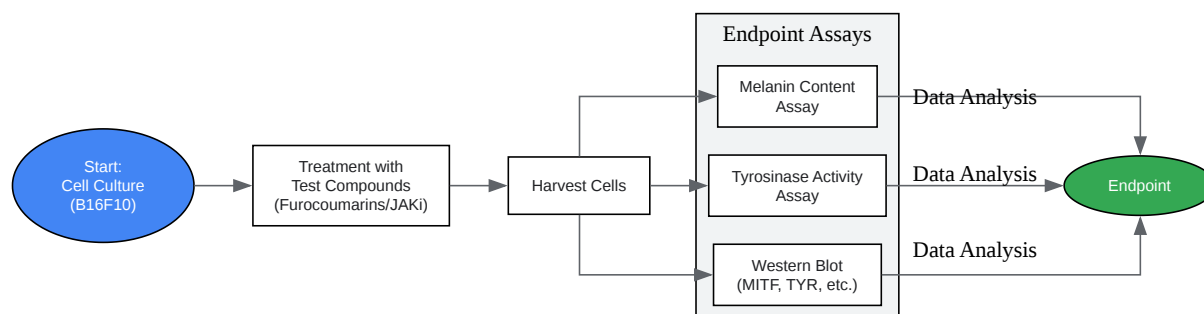 Start:
Cell Culture
(B16F10)
Treatment with
Test Compounds
(Furocoumarins/JAKi)
Harvest Cells
Endpoint Assays
Melanin Content
Assay
Data Analysis
Tyrosinase Activity
Assay
Data Analysis
Western Blot
(MITF, TYR, etc.)
Data Analysis
Endpoint